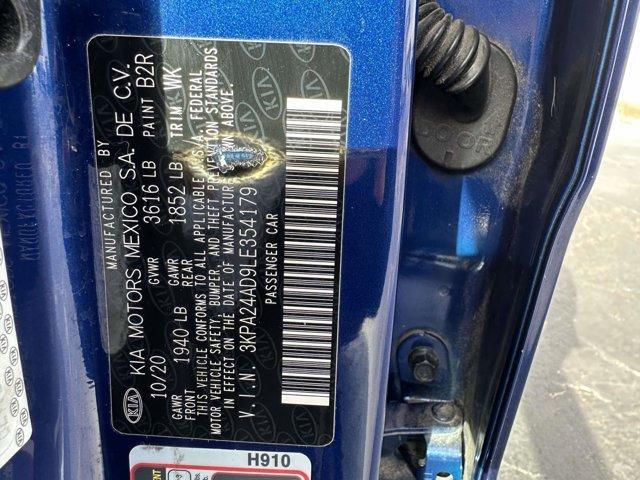 MANUFACTURED BY
KIA MOTORS MEXICO S.A. DE C.V.
10/20 GVWR 3616 LB PAINT B2R
GAWR FRONT 1940 LB GAWR REAR 1852 LB TRIM WK
THIS VEHICLE CONFORMS TO ALL APPLICABLE U.S.A. FEDERAL
MOTOR VEHICLE SAFETY, BUMPER, AND THEFT PREVENTION STANDARDS
IN EFFECT ON THE DATE OF MANUFACTURE SHOWN ABOVE.
V.I.N. 3KPA24AD9LE354179
PASSENGER CAR
KIA
H910
DOOR